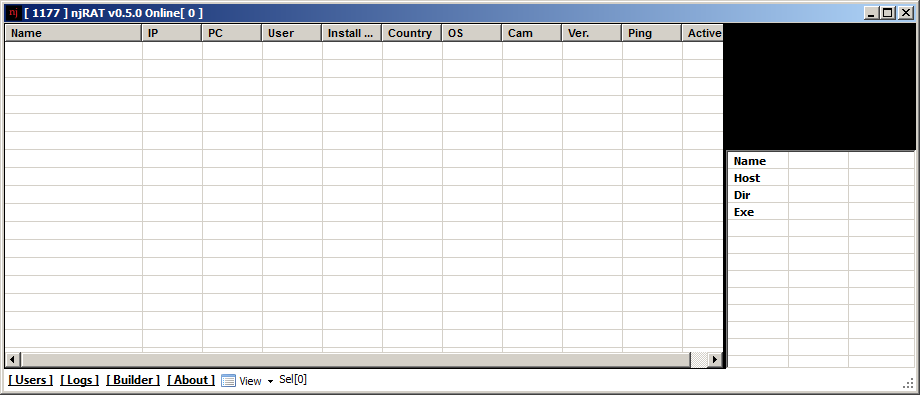 nj [ 1177 ] njRAT v0.5.0 Online[ 0 ]
Name IP PC User Install ... Country OS Cam Ver. Ping Active
Name
Host
Dir
Exe
[ Users ] [ Logs ] [ Builder ] [ About ] View Sel[0]